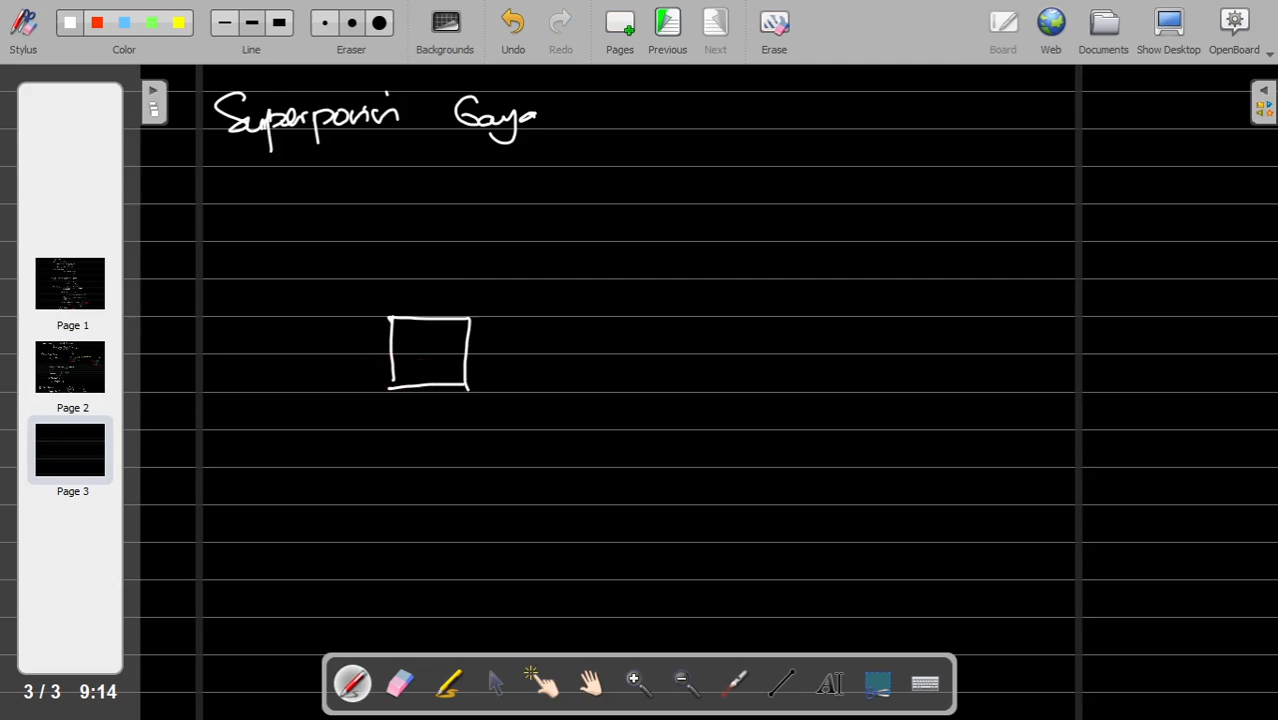 Stylus
Color
Line
Eraser
Backgrounds
Undo
Redo
Pages
Previous
Next
Erase
Board
Web
Documents
Show Desktop
OpenBoard
Superposisi Gaya
Page 1
Page 2
Page 3
3 / 3 9:14